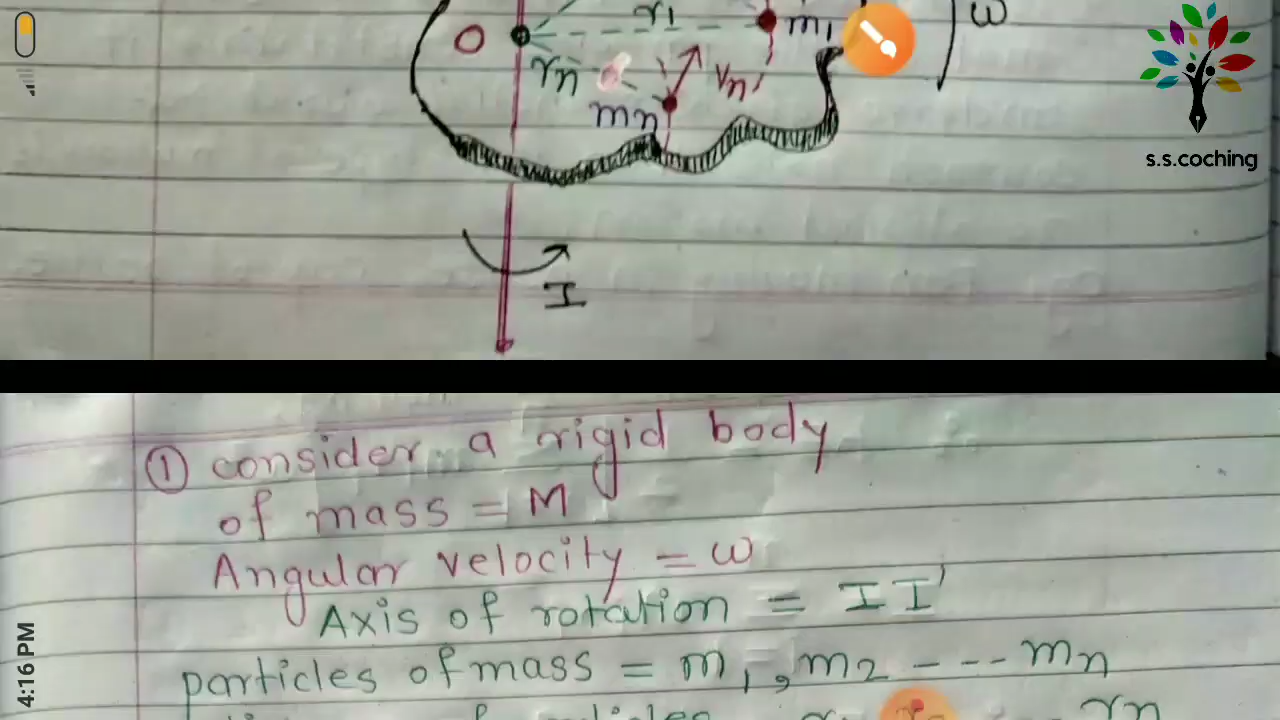 ω
r1
m1
O
rn
vn
mn
s.s.coching
I
① consider a rigid body
of mass = M
Angular velocity = ω
Axis of rotation = I I'
particles of mass = m1, m2 --- mn
rn
4:16 PM